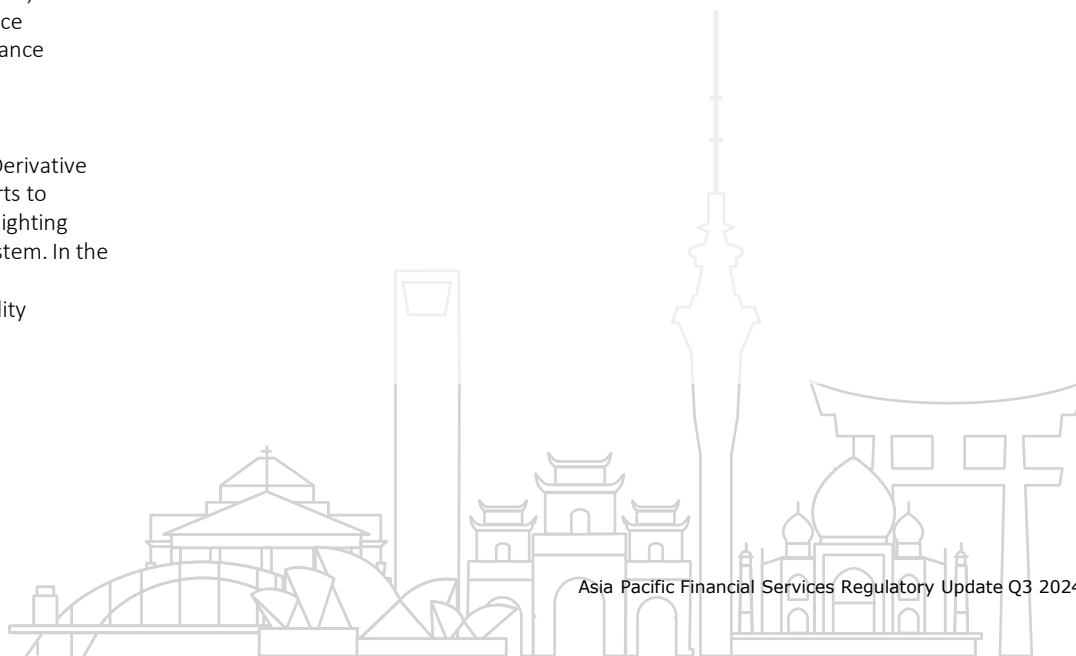 ce
ance
Derivative
rts to
ighting
stem. In the
lity
Asia Pacific Financial Services Regulatory Update Q3 2024